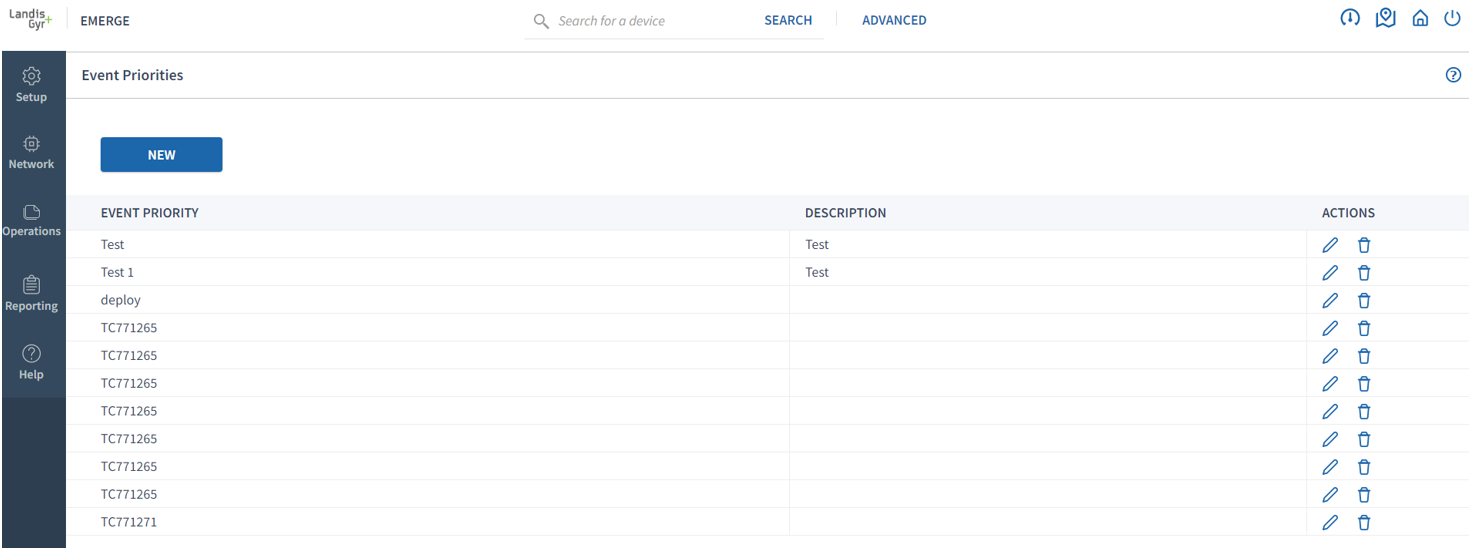 Landis+
Gyr
EMERGE
Search for a device
SEARCH
ADVANCED
Setup
Network
Operations
Reporting
Help
Event Priorities
?
NEW
EVENT PRIORITY DESCRIPTION ACTIONS
Test Test
Test 1 Test
deploy
TC771265
TC771265
TC771265
TC771265
TC771265
TC771265
TC771265
TC771271